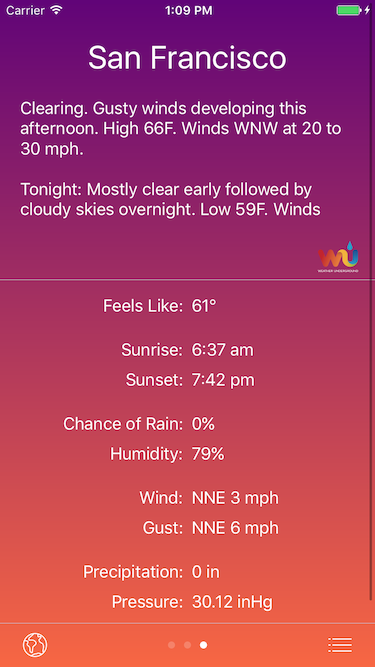 Carrier 1:09 PM
San Francisco
Clearing. Gusty winds developing this
afternoon. High 66F. Winds WNW at 20 to
30 mph.
Tonight: Mostly clear early followed by
cloudy skies overnight. Low 59F. Winds
WU
WEATHER UNDERGROUND
Feels Like: 61°
Sunrise: 6:37 am
Sunset: 7:42 pm
Chance of Rain: 0%
Humidity: 79%
Wind: NNE 3 mph
Gust: NNE 6 mph
Precipitation: 0 in
Pressure: 30.12 inHg